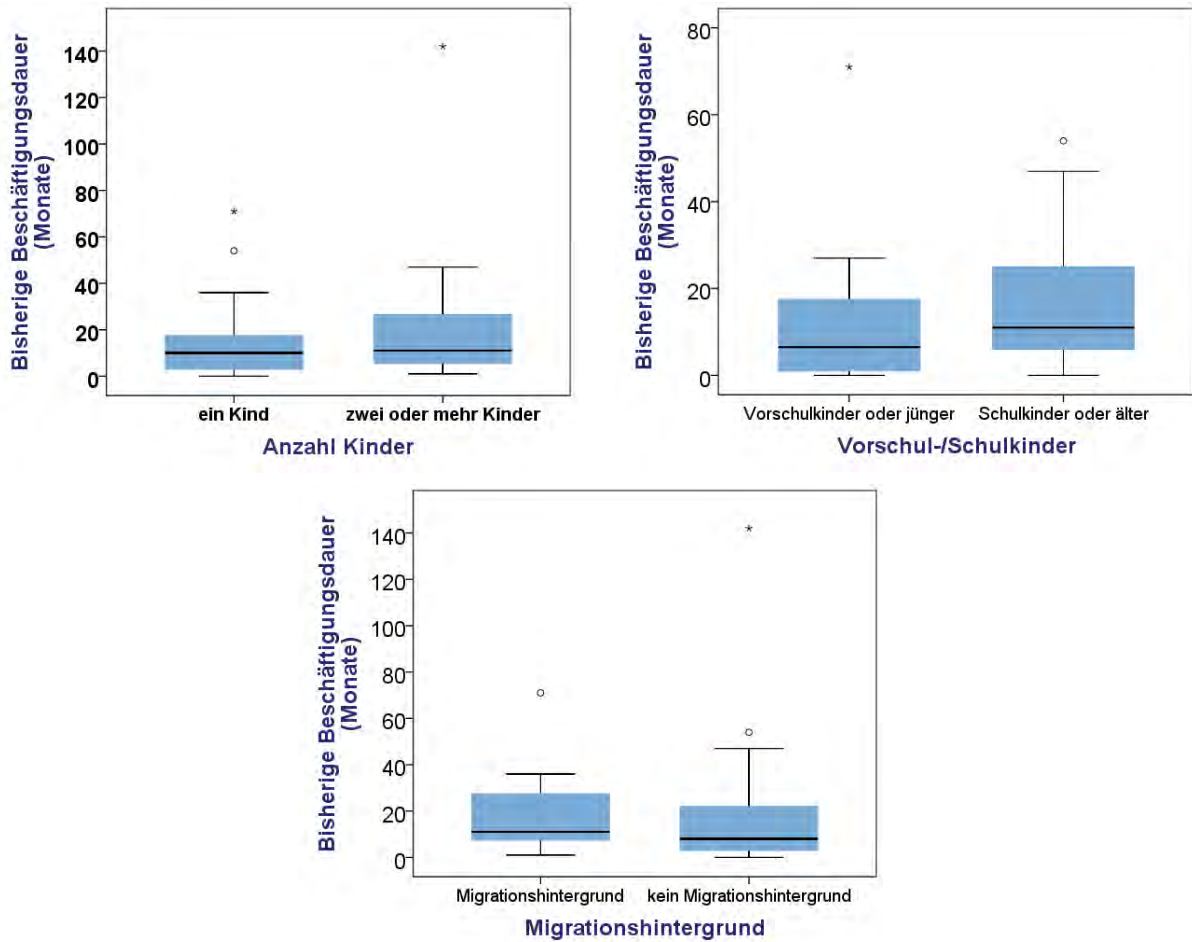 Bisherige Beschäftigungsdauer
(Monate)
140
120
100
80
60
40
20
0
ein Kind
zwei oder mehr Kinder
Anzahl Kinder
Bisherige Beschäftigungsdauer
(Monate)
80
60
40
20
0
Vorschulkinder oder jünger
Schulkinder oder älter
Vorschul-/Schulkinder
Bisherige Beschäftigungsdauer
(Monate)
140
120
100
80
60
40
20
0
Migrationshintergrund
kein Migrationshintergrund
Migrationshintergrund